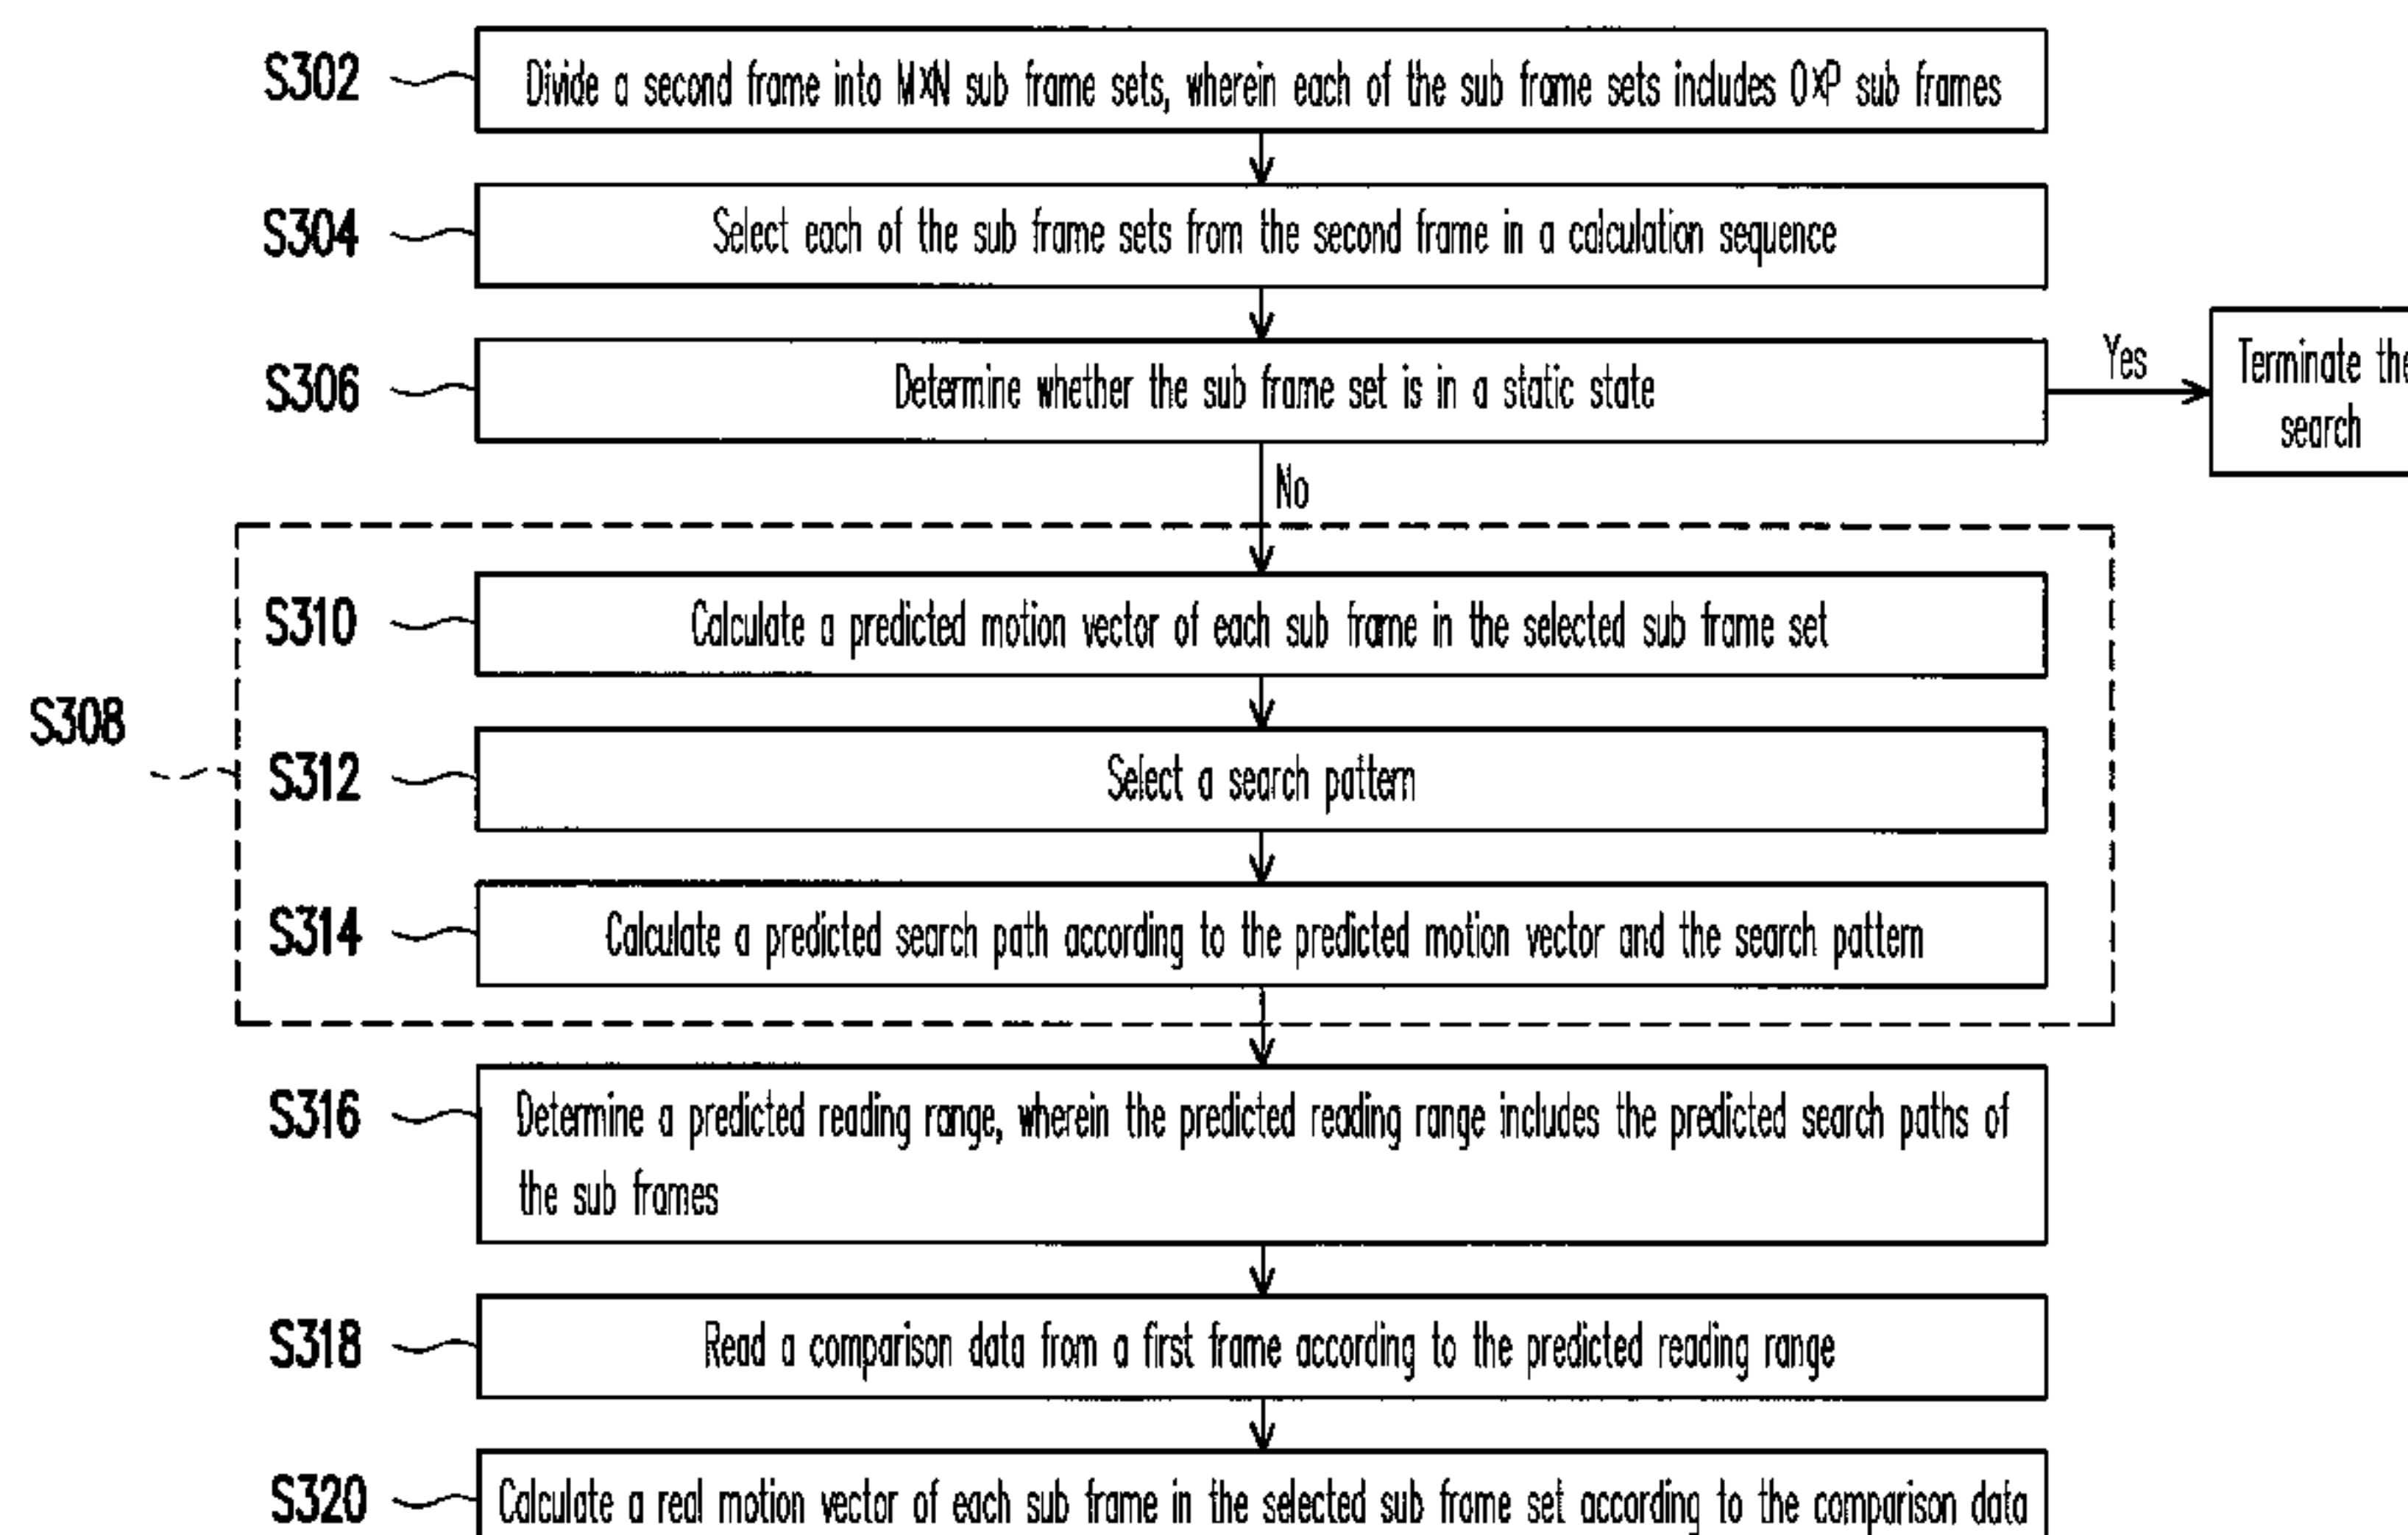 S302 Divide a second frame into M×N sub frame sets, wherein each of the sub frame sets includes O×P sub frames
S304 Select each of the sub frame sets from the second frame in a calculation sequence
S306 Determine whether the sub frame set is in a static state
Yes
Terminate the
search
No
S308
S310 Calculate a predicted motion vector of each sub frame in the selected sub frame set
S312 Select a search pattern
S314 Calculate a predicted search path according to the predicted motion vector and the search pattern
S316 Determine a predicted reading range, wherein the predicted reading range includes the predicted search paths of
the sub frames
S318 Read a comparison data from a first frame according to the predicted reading range
S320 Calculate a real motion vector of each sub frame in the selected sub frame set according to the comparison data